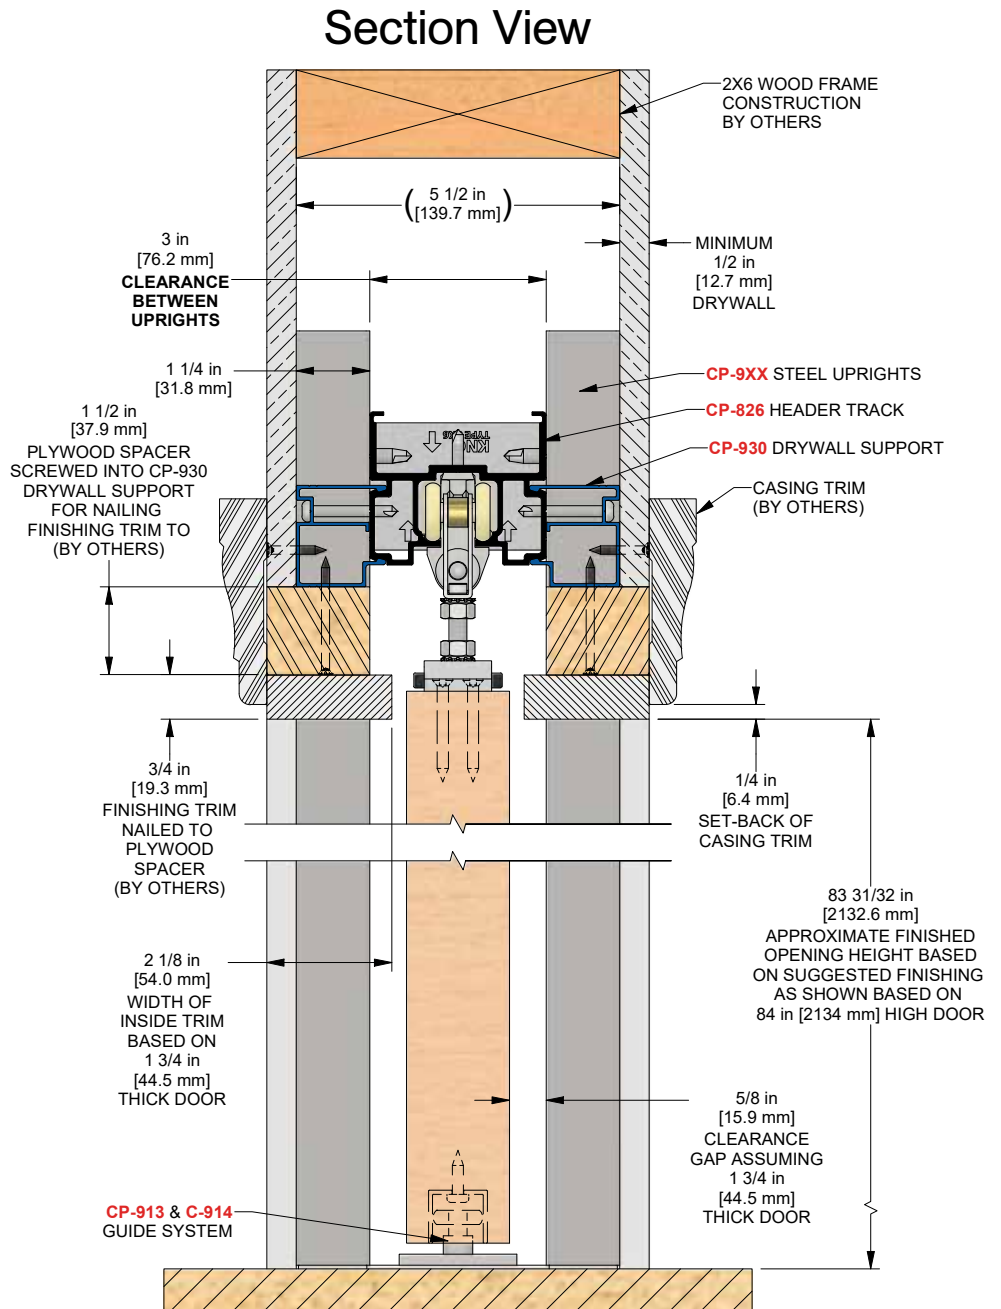 Section View
2X6 WOOD FRAME
CONSTRUCTION
BY OTHERS
(5 1/2 in
[139.7 mm])
3 in
[76.2 mm]
CLEARANCE
BETWEEN
UPRIGHTS
MINIMUM
1/2 in
[12.7 mm]
DRYWALL
1 1/4 in
[31.8 mm]
CP-9XX STEEL UPRIGHTS
CP-826 HEADER TRACK
CP-930 DRYWALL SUPPORT
CASING TRIM
(BY OTHERS)
1 1/2 in
[37.9 mm]
PLYWOOD SPACER
SCREWED INTO CP-930
DRYWALL SUPPORT
FOR NAILING
FINISHING TRIM TO
(BY OTHERS)
3/4 in
[19.3 mm]
FINISHING TRIM
NAILED TO
PLYWOOD
SPACER
(BY OTHERS)
1/4 in
[6.4 mm]
SET-BACK OF
CASING TRIM
83 31/32 in
[2132.6 mm]
APPROXIMATE FINISHED
OPENING HEIGHT BASED
ON SUGGESTED FINISHING
AS SHOWN BASED ON
84 in [2134 mm] HIGH DOOR
2 1/8 in
[54.0 mm]
WIDTH OF
INSIDE TRIM
BASED ON
1 3/4 in
[44.5 mm]
THICK DOOR
5/8 in
[15.9 mm]
CLEARANCE
GAP ASSUMING
1 3/4 in
[44.5 mm]
THICK DOOR
CP-913 & C-914
GUIDE SYSTEM